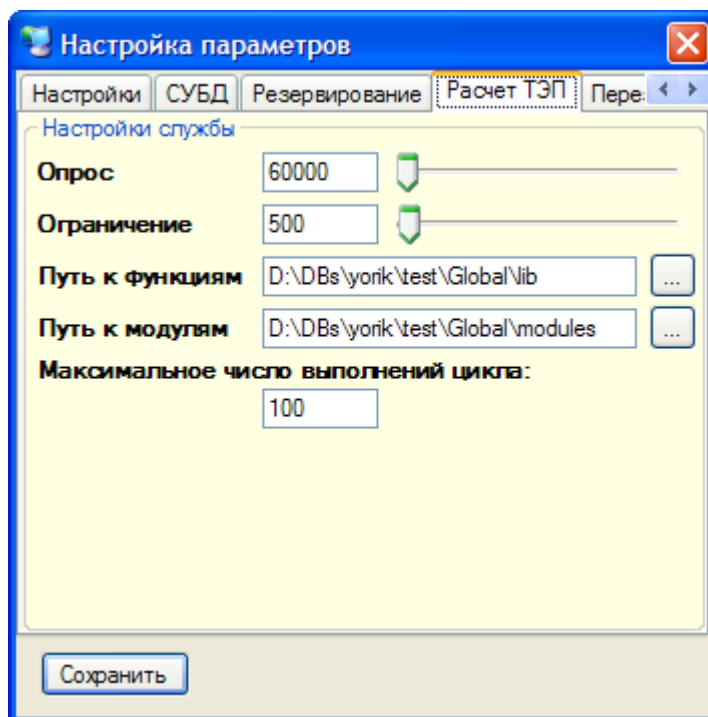 Настройка параметров
Настройки СУБД Резервирование Расчет ТЭП Пере
Настройки службы
Опрос 60000
Ограничение 500
Путь к функциям D:\DBs\yorik\test\Global\lib ...
Путь к модулям D:\DBs\yorik\test\Global\modules ...
Максимальное число выполнений цикла:
100
Сохранить